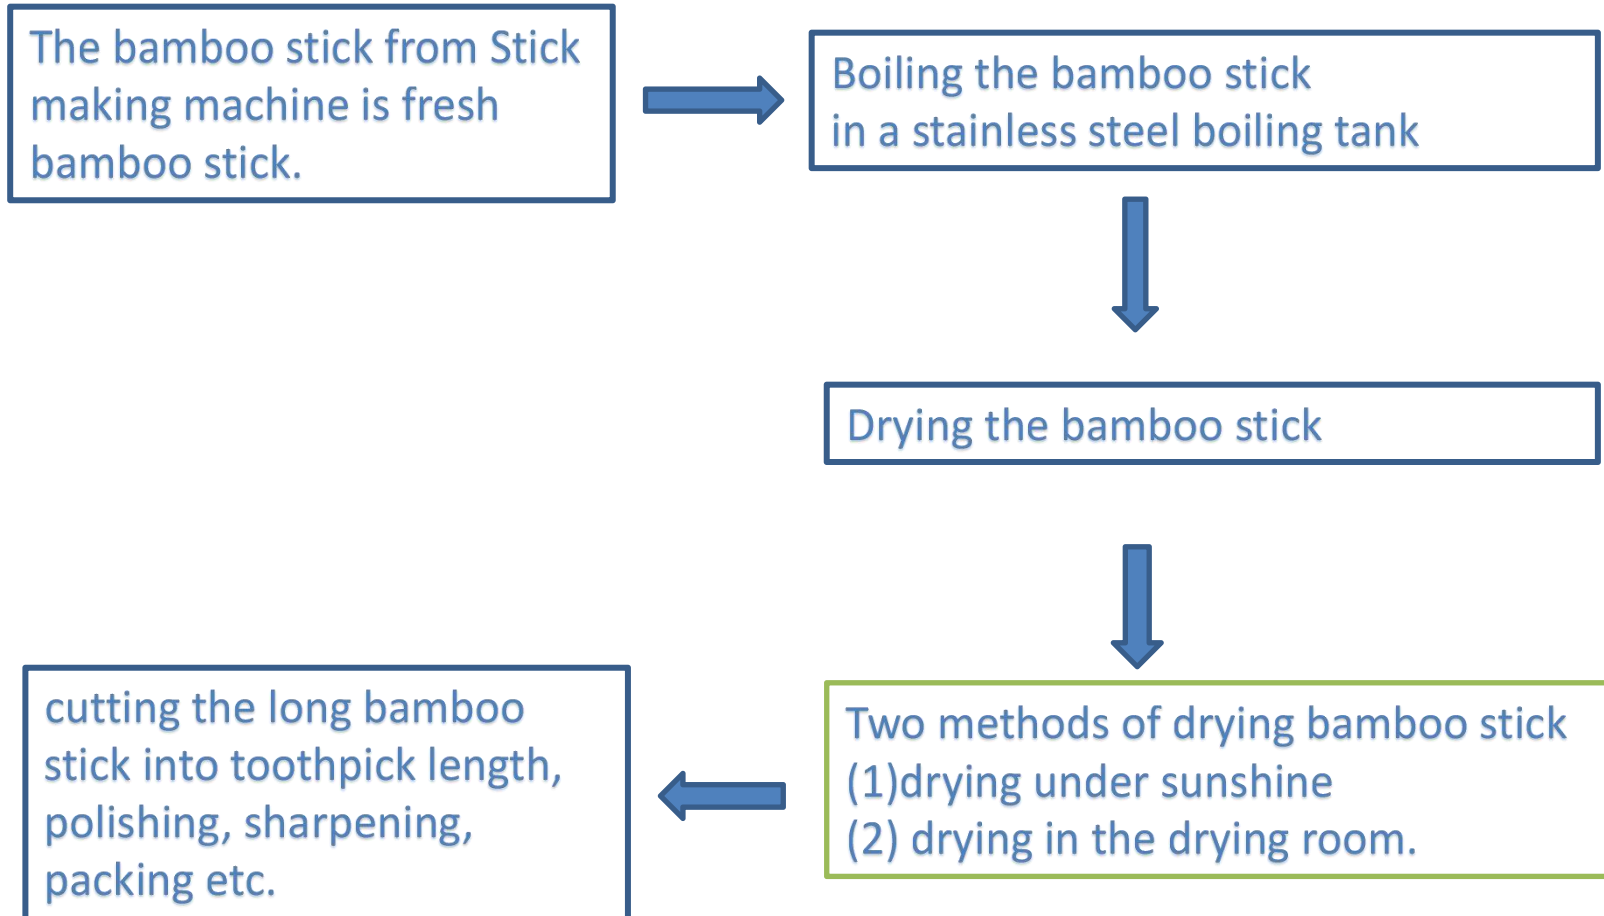 The bamboo stick from Stick
making machine is fresh
bamboo stick.
Boiling the bamboo stick
in a stainless steel boiling tank
Drying the bamboo stick
Two methods of drying bamboo stick
(1)drying under sunshine
(2) drying in the drying room.
cutting the long bamboo
stick into toothpick length,
polishing, sharpening,
packing etc.